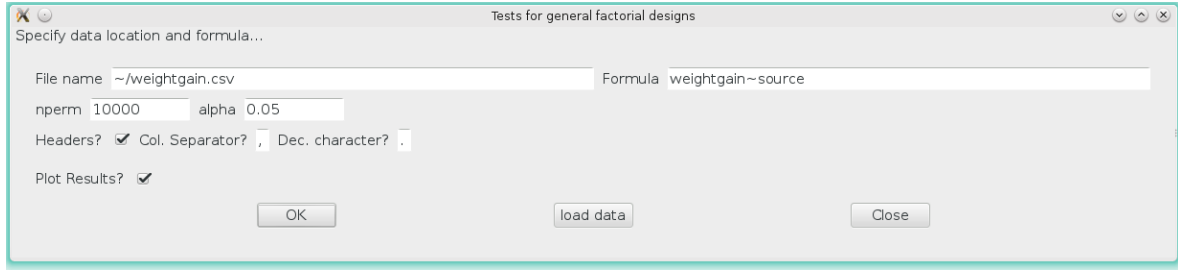 Tests for general factorial designs
Specify data location and formula...
File name ~/weightgain.csv Formula weightgain~source
nperm 10000 alpha 0.05
Headers? Col. Separator? , Dec. character? .
Plot Results?
OK load data Close